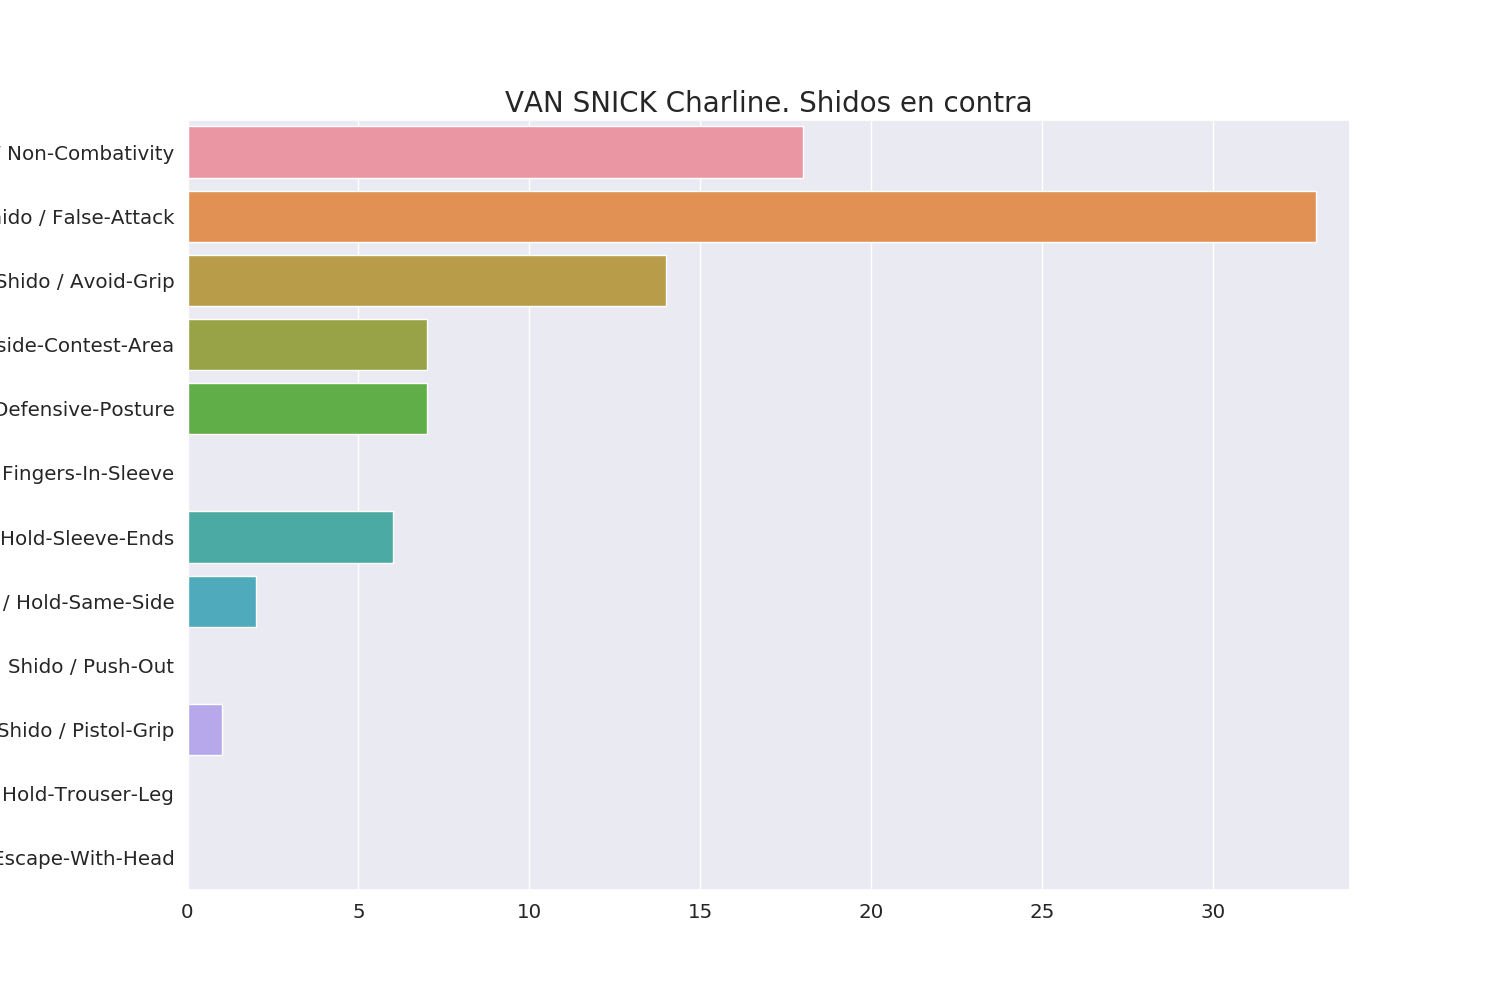 VAN SNICK Charline. Shidos en contra
/ Non-Combativity
ido / False-Attack
Shido / Avoid-Grip
side-Contest-Area
Defensive-Posture
Fingers-In-Sleeve
Hold-Sleeve-Ends
/ Hold-Same-Side
Shido / Push-Out
Shido / Pistol-Grip
Hold-Trouser-Leg
Escape-With-Head
0 5 10 15 20 25 30